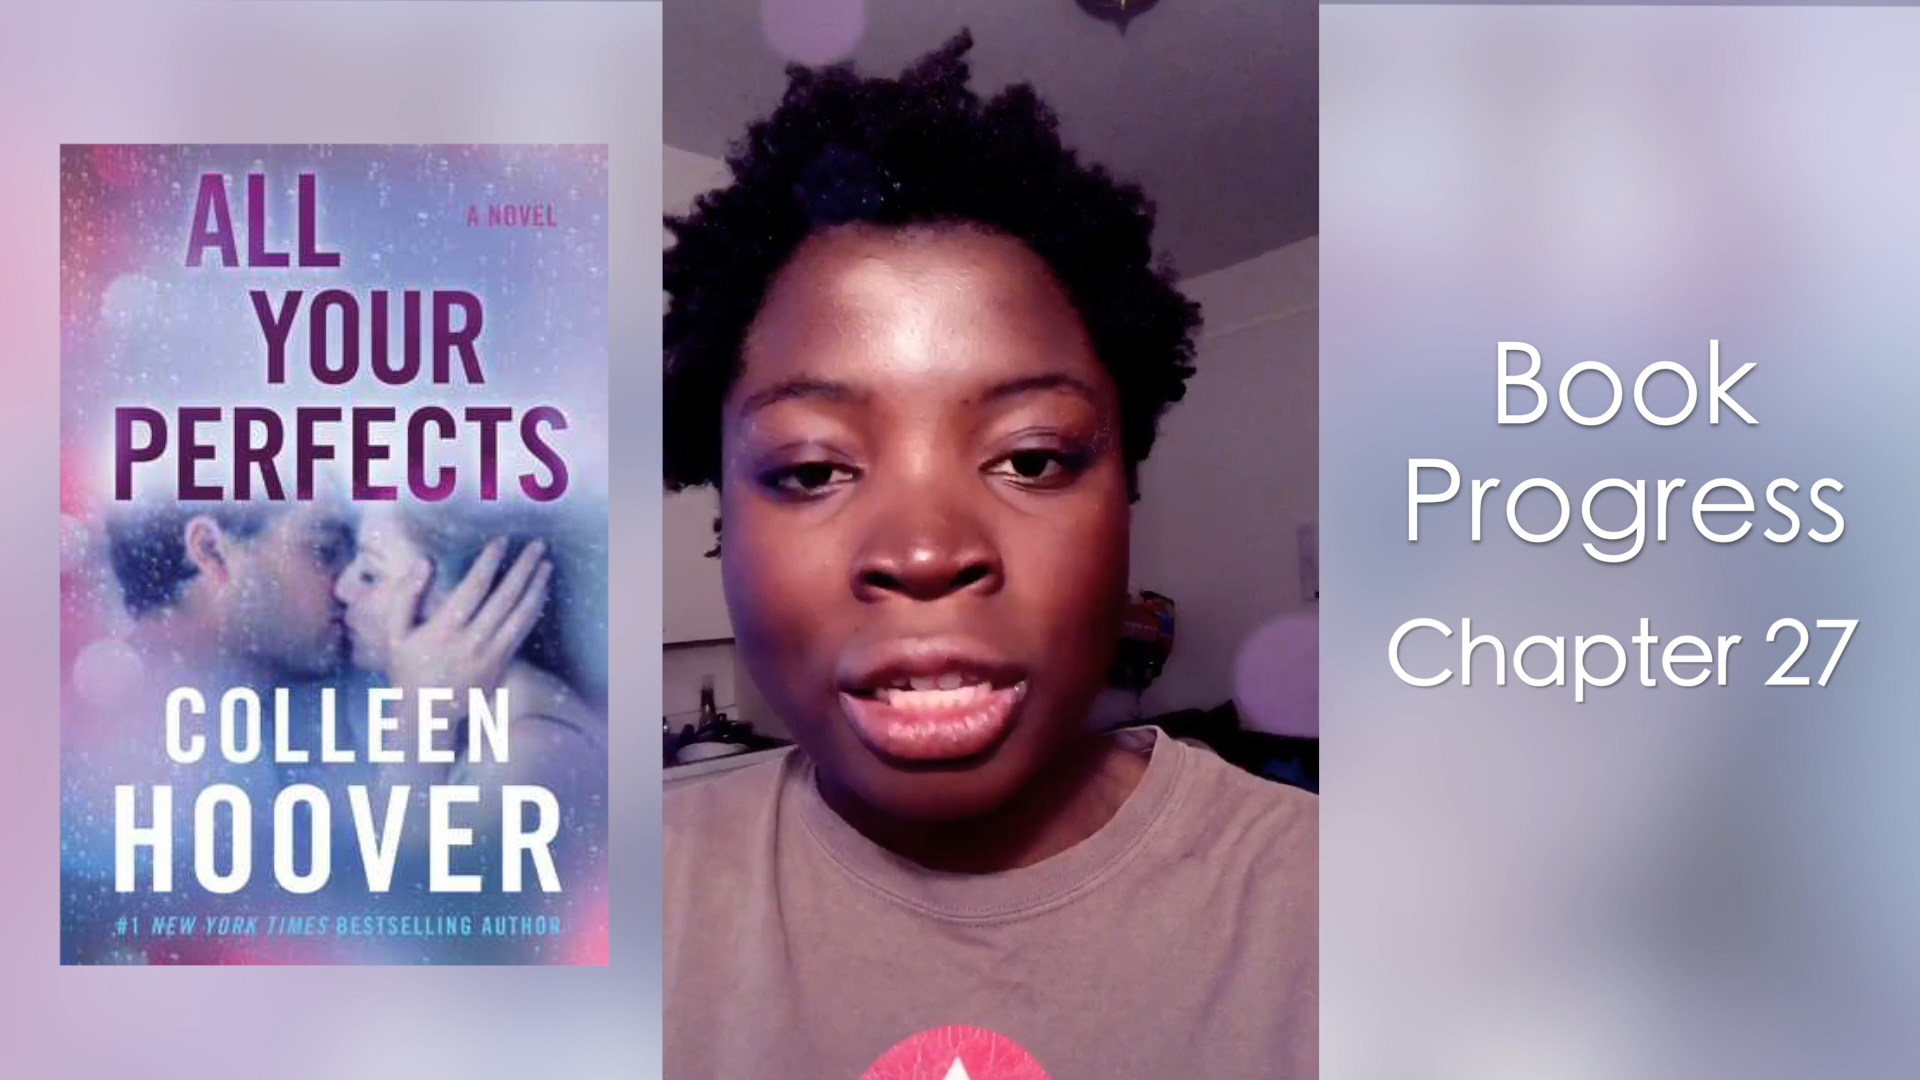 ALL
A NOVEL
YOUR
PERFECTS
COLLEEN
HOOVER
#1 NEW YORK TIMES BESTSELLING AUTHOR
Book
Progress
Chapter 27